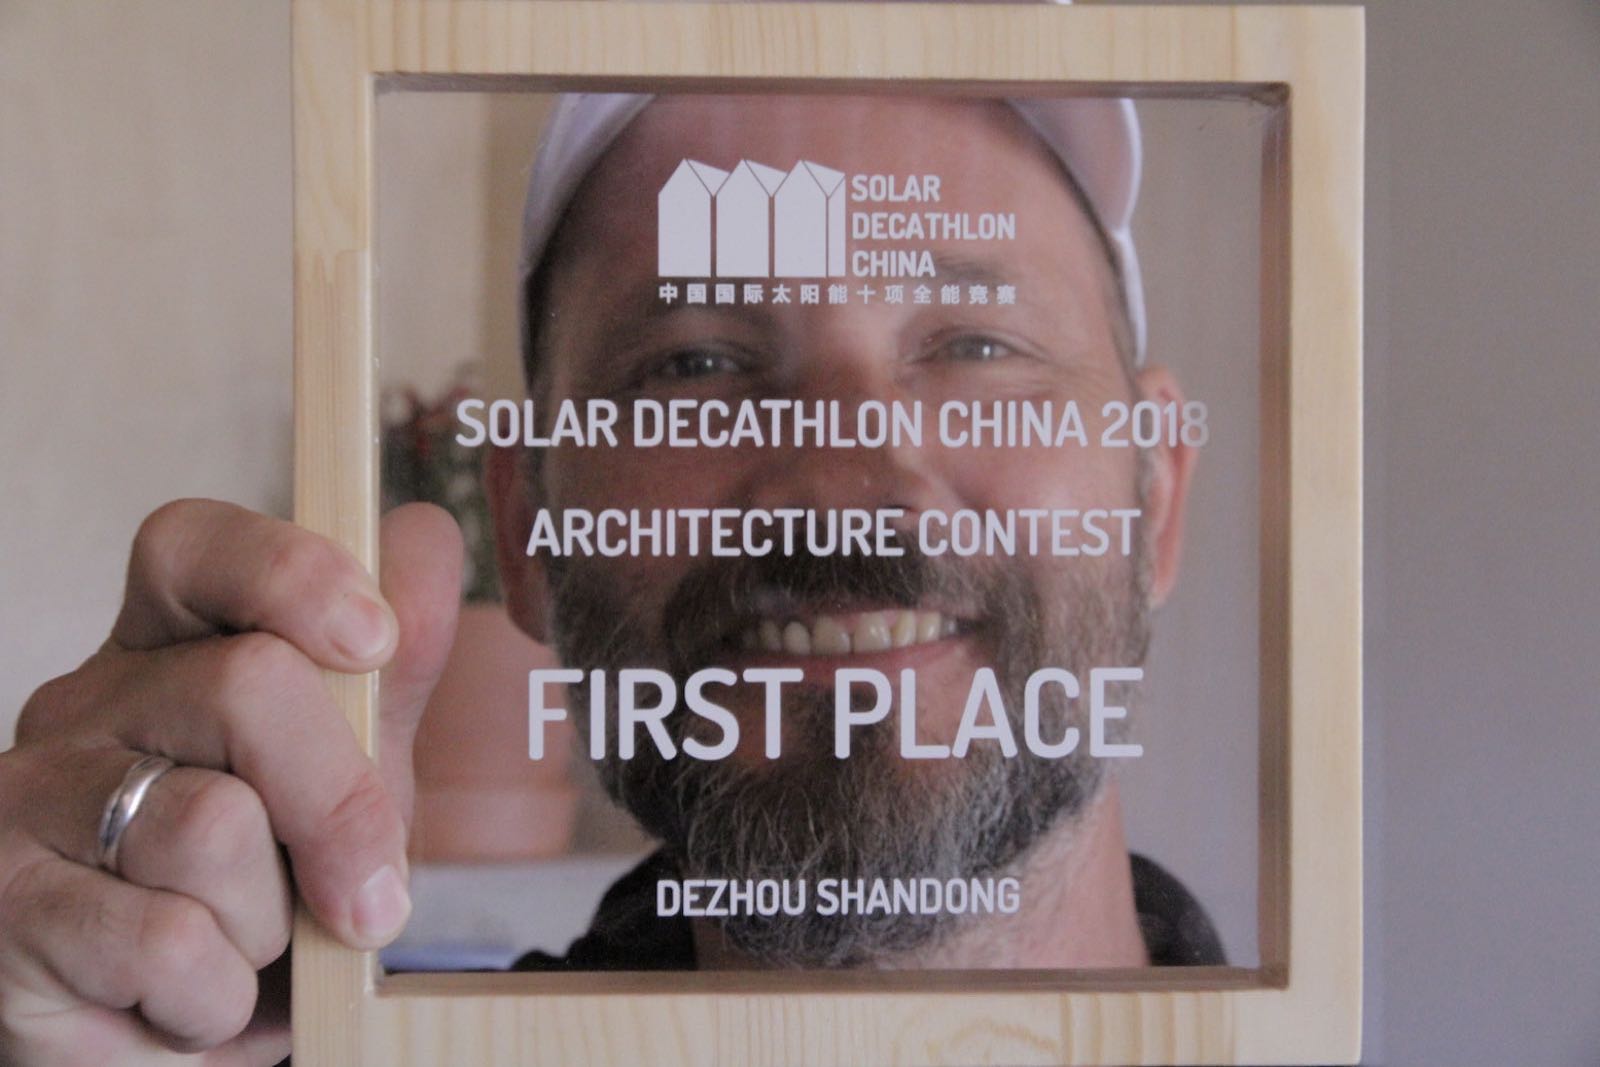 SOLAR
DECATHLON
CHINA
中国国际太阳能十项全能竞赛
SOLAR DECATHLON CHINA 2018
ARCHITECTURE CONTEST
FIRST PLACE
DEZHOU SHANDONG